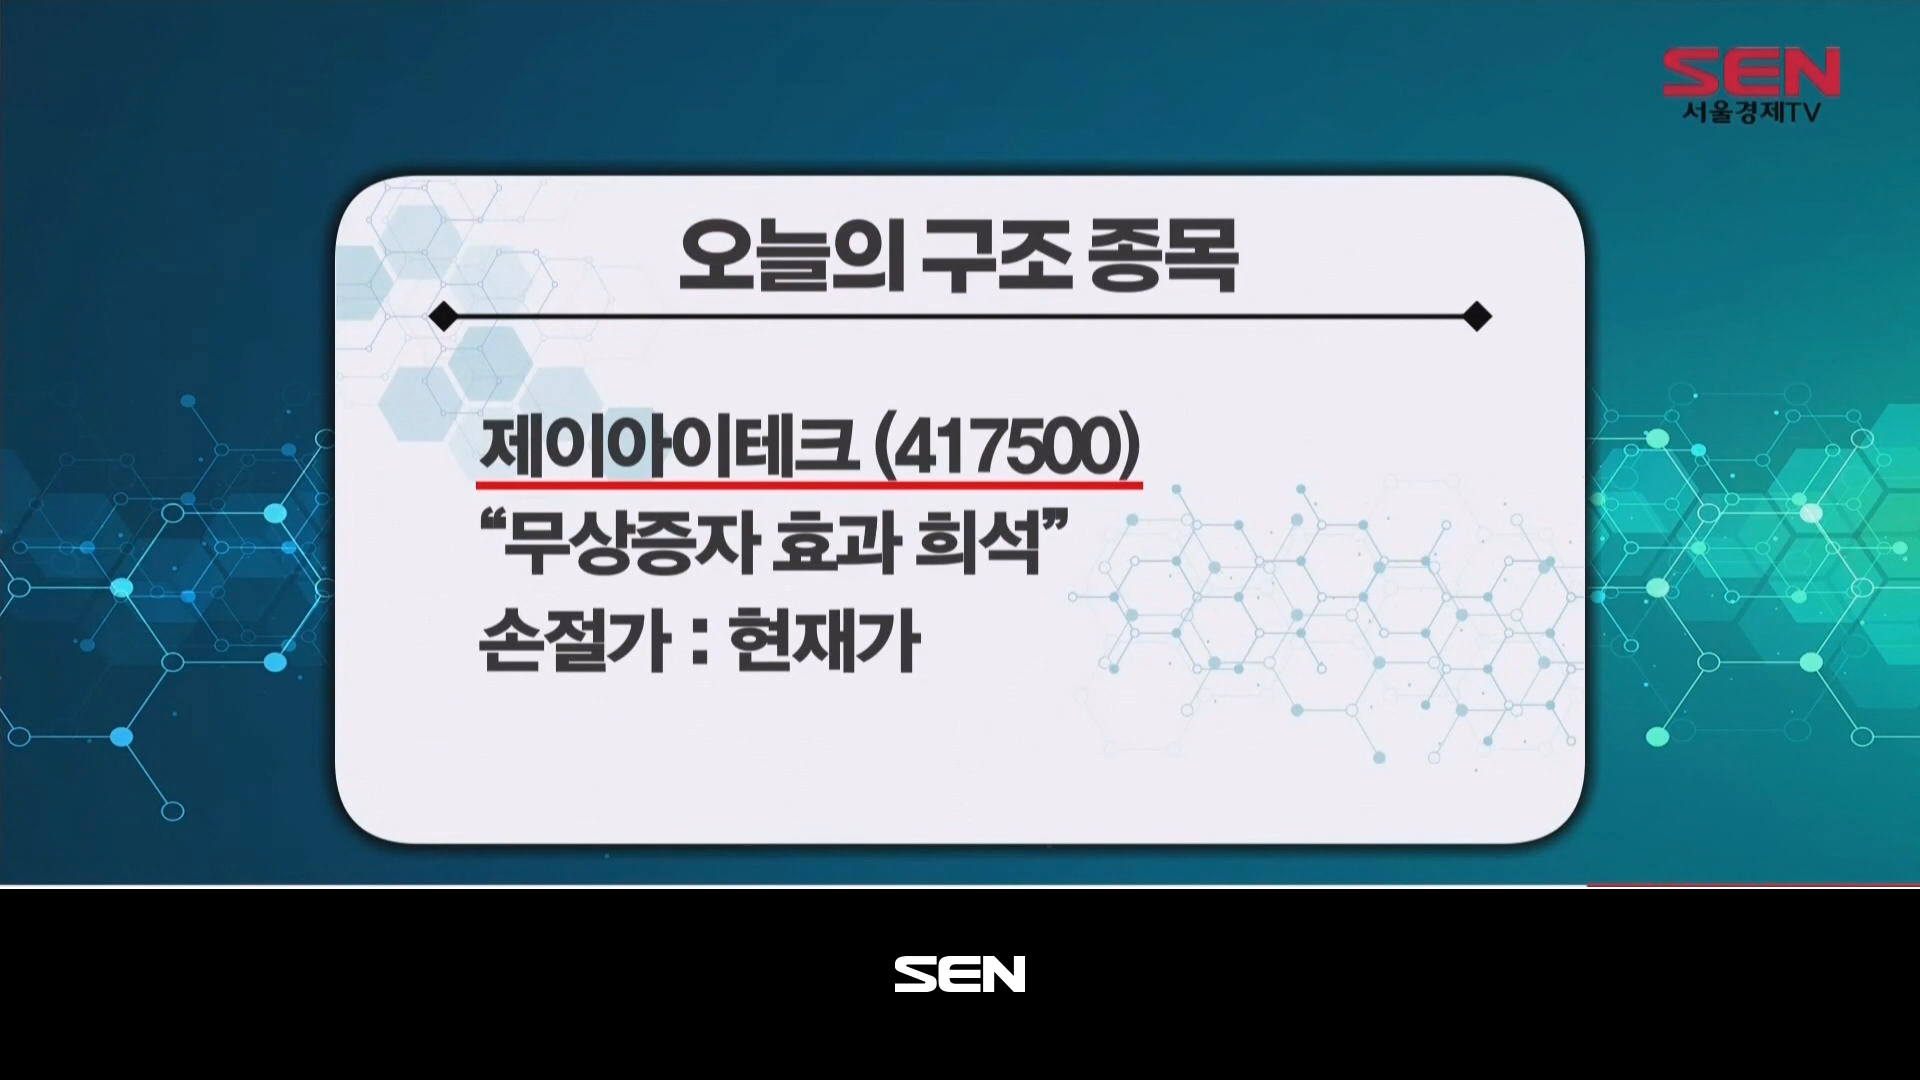 SEN
서울경제TV
오늘의 구조 종목
제이아이테크 (417500)
“무상증자 효과 희석”
손절가 : 현재가
SEN